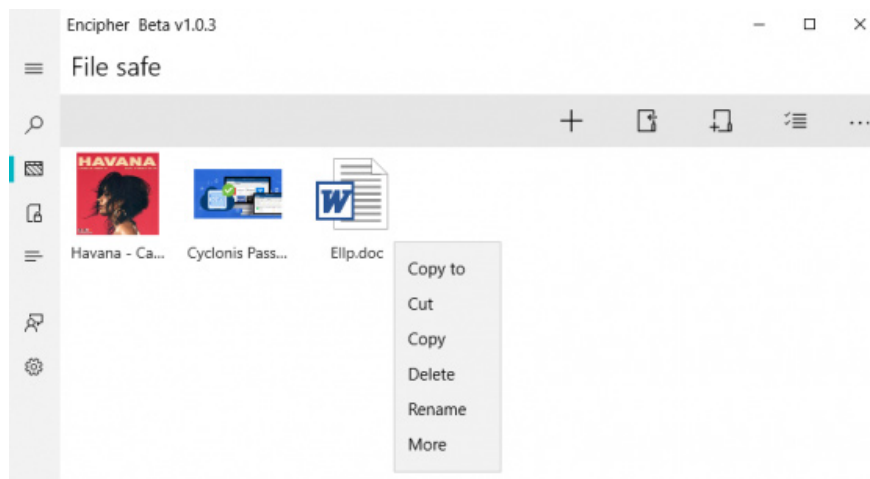 Encipher Beta v1.0.3
File safe
HAVANA
W
Havana - Ca...
Cyclonis Pass...
Ellp.doc
Copy to
Cut
Copy
Delete
Rename
More